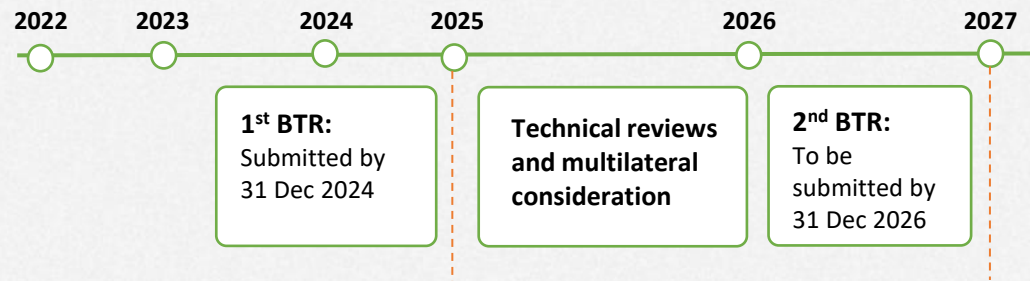 2022 2023 2024 2025 2026 2027
1st BTR:
Submitted by
31 Dec 2024
Technical reviews
and multilateral
consideration
2nd BTR:
To be
submitted by
31 Dec 2026